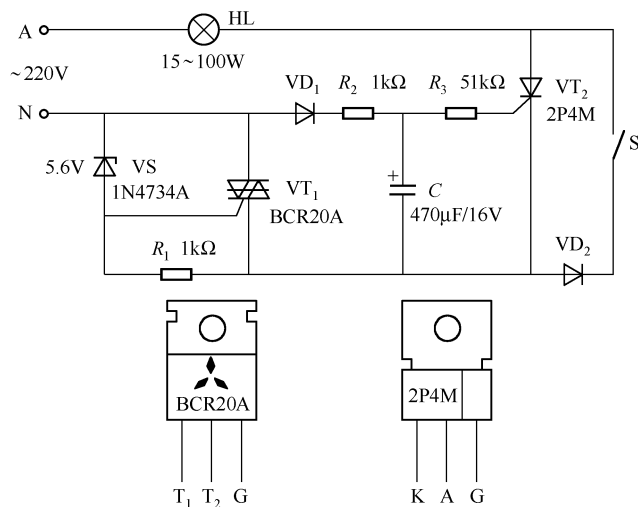 A
HL
15~100W
~220V
N
VD₁
R₂ 1kΩ
R₃ 51kΩ
VT₂
2P4M
S
5.6V
VS
1N4734A
VT₁
BCR20A
+
C
470μF/16V
R₁ 1kΩ
VD₂
BCR20A
2P4M
T₁ T₂ G
K A G